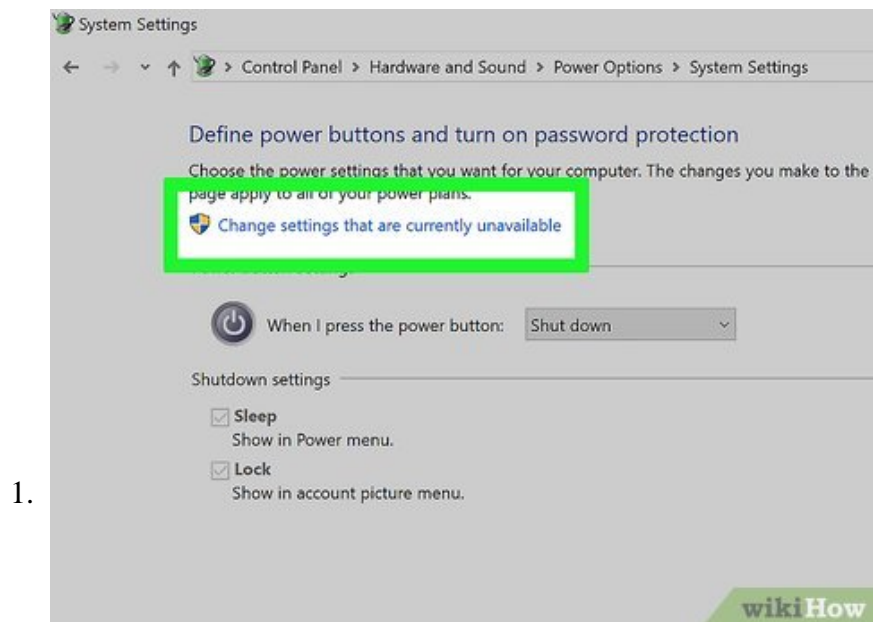 System Settings
Control Panel > Hardware and Sound > Power Options > System Settings
Define power buttons and turn on password protection
Choose the power settings that you want for your computer. The changes you make to the
page apply to all of your power plans.
Change settings that are currently unavailable
When I press the power button: Shut down
Shutdown settings
Sleep
Show in Power menu.
Lock
Show in account picture menu.
1.
wikiHow